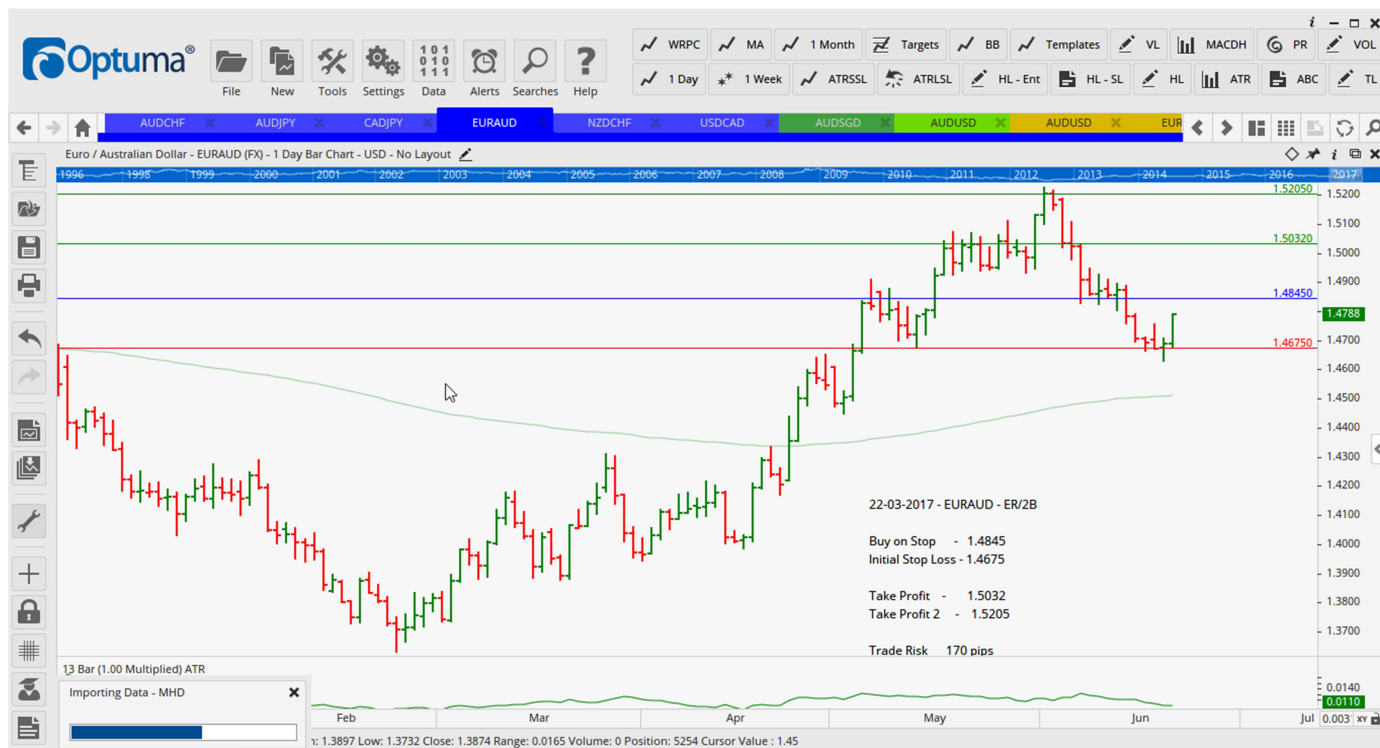 Optuma®
File
New
Tools
Settings
Data
Alerts
Searches
Help
WRPC
MA
1 Month
Targets
BB
Templates
VL
MACDH
PR
VOL
1 Day
1 Week
ATRSSL
ATRLSL
HL - Ent
HL - SL
HL
ATR
ABC
TL
AUDCHF
AUDJPY
CADJPY
EURAUD
NZDCHF
USDCAD
AUDSGD
AUDUSD
AUDUSD
EUR
Euro / Australian Dollar - EURAUD (FX) - 1 Day Bar Chart - USD - No Layout
1996 1998 1999 2000 2001 2002 2003 2004 2005 2006 2007 2008 2009 2010 2011 2012 2013 2014 2015 2016 2017
1.52050
1.5200
1.5100
1.50320
1.5000
1.4900
1.48450
1.4788
1.4700
1.46750
1.4600
1.4500
1.4400
1.4300
1.4200
1.4100
1.4000
1.3900
1.3800
1.3700
22-03-2017 - EURAUD - ER/2B
Buy on Stop - 1.4845
Initial Stop Loss - 1.4675
Take Profit - 1.5032
Take Profit 2 - 1.5205
Trade Risk 170 pips
13 Bar (1.00 Multiplied) ATR
0.0140
0.0110
Importing Data - MHD
Feb Mar Apr May Jun Jul
0.003 XY
1: 1.3897 Low: 1.3732 Close: 1.3874 Range: 0.0165 Volume: 0 Position: 5254 Cursor Value : 1.45